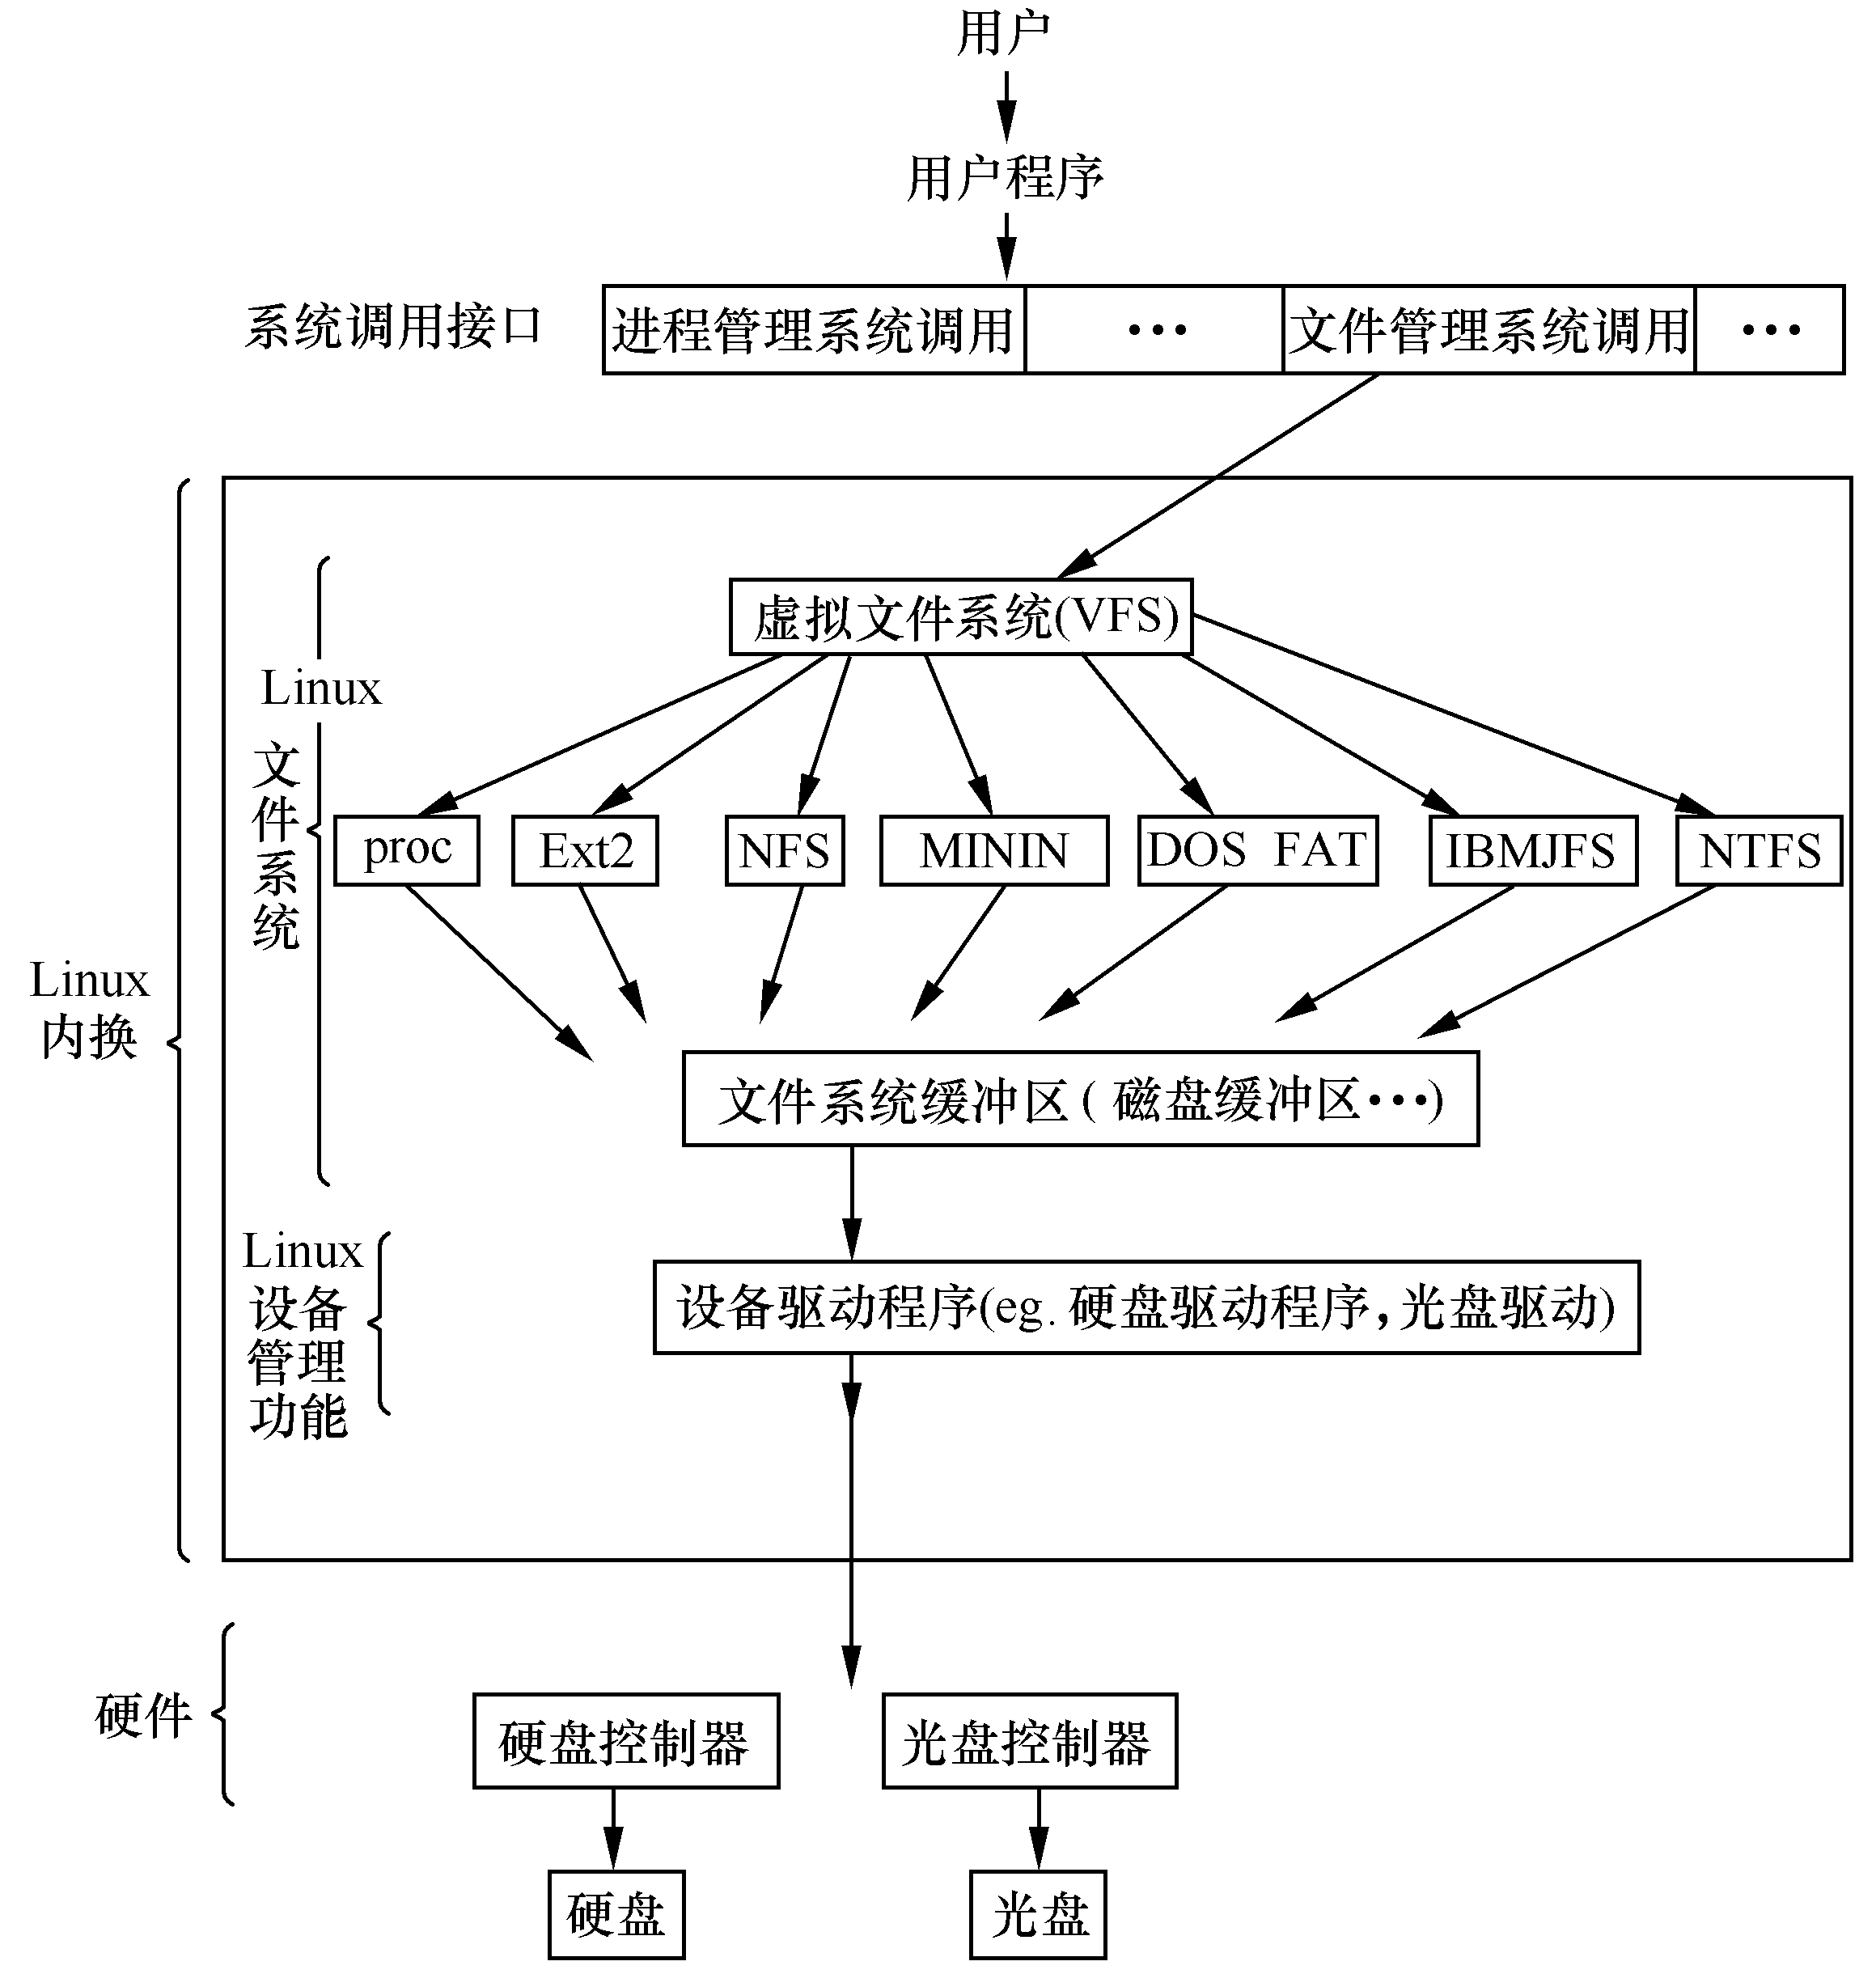 用户
用户程序
系统调用接口
进程管理系统调用
···
文件管理系统调用
···
虚拟文件系统(VFS)
Linux
文
件
系
统
proc
Ext2
NFS
MININ
DOS FAT
IBMJFS
NTFS
Linux
内换
文件系统缓冲区( 磁盘缓冲区···)
Linux
设备
管理
功能
设备驱动程序(eg. 硬盘驱动程序,光盘驱动)
硬件
硬盘控制器
光盘控制器
硬盘
光盘